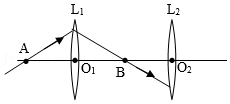 L₁ L₂
A O₁ B O₂